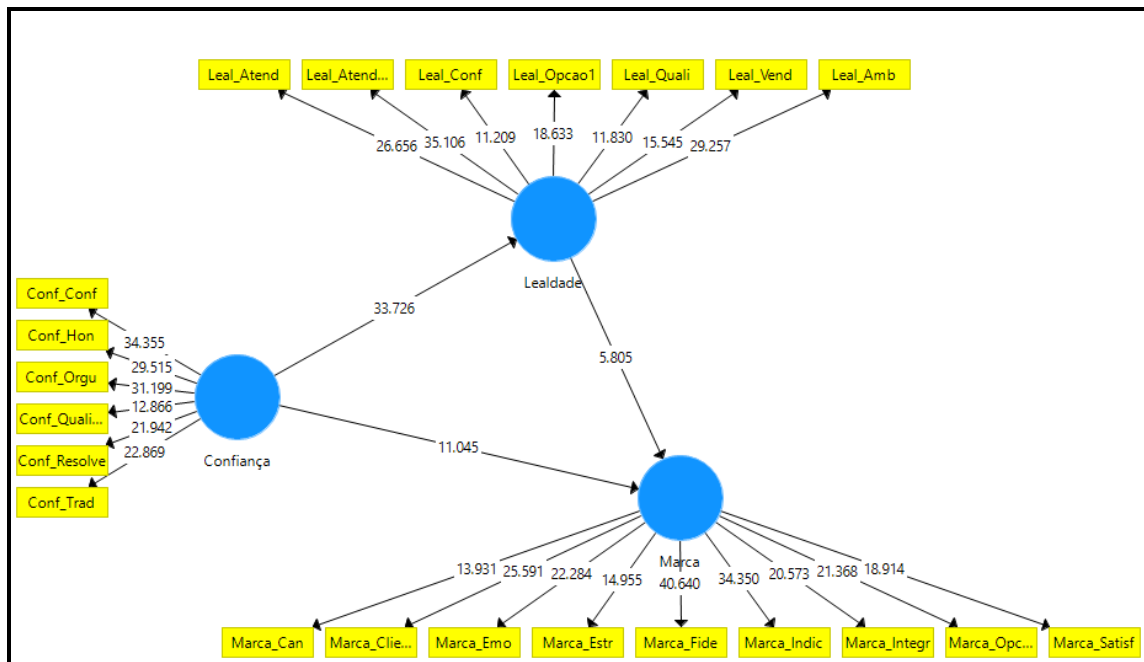 Leal_Atend Leal_Atend... Leal_Conf Leal_Opcao1 Leal_Quali Leal_Vend Leal_Amb
26.656 35.106 11.209 18.633 11.830 15.545 29.257
Lealdade
33.726
5.805
Conf_Conf
Conf_Hon
Conf_Orgu
Conf_Quali...
Conf_Resolve
Conf_Trad
34.355
29.515
31.199
12.866
21.942
22.869
Confiança
11.045
Marca
13.931 25.591 22.284 14.955 40.640 34.350 20.573 21.368 18.914
Marca_Can Marca_Clie... Marca_Emo Marca_Estr Marca_Fide Marca_Indic Marca_Integr Marca_Opc... Marca_Satisf